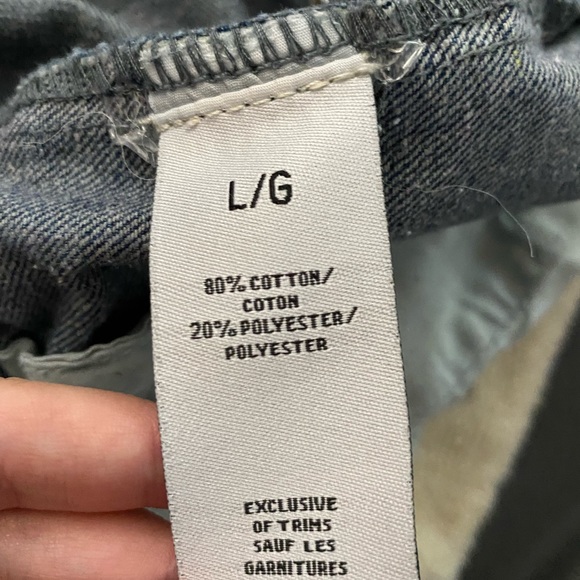 L/G
80% COTTON/
COTON
20% POLYESTER/
POLYESTER
EXCLUSIVE
OF TRIMS
SAUF LES
GARNITURES